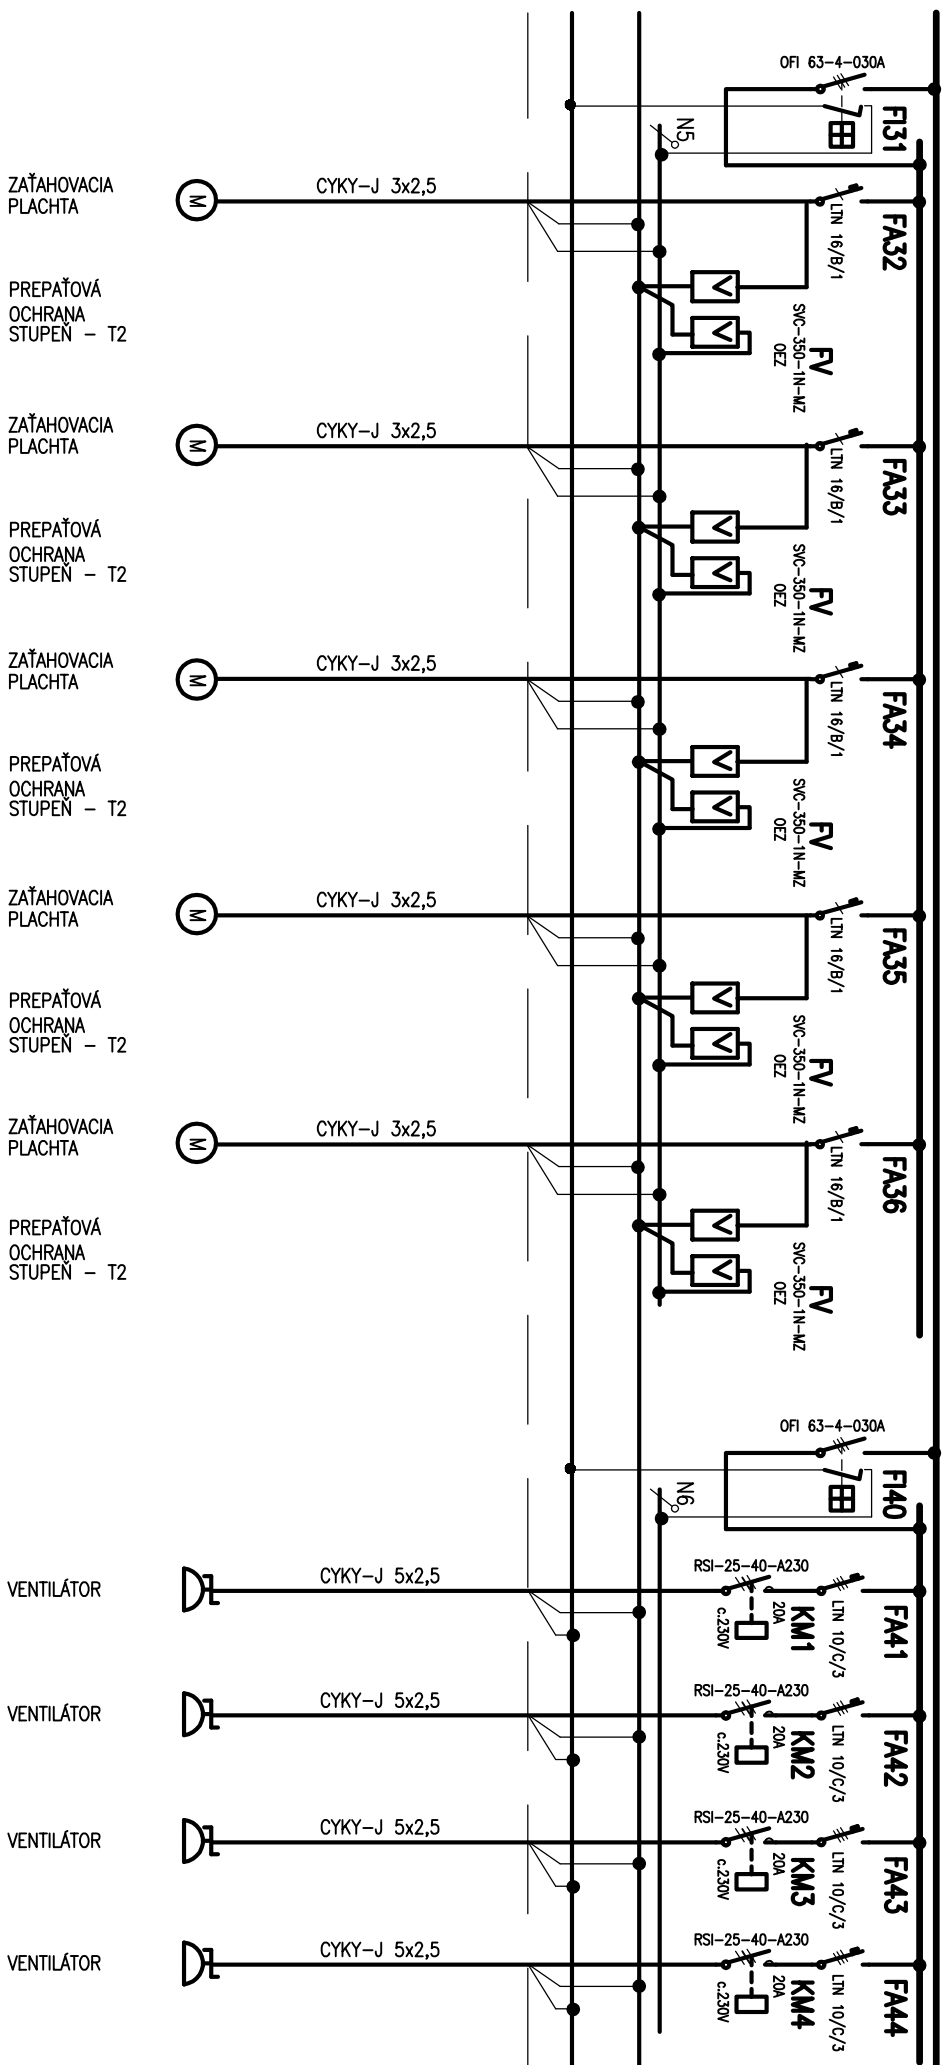 OFI 63-4-030A
FI31
N5
ZAŤAHOVACIA
PLACHTA
M
CYKY-J 3x2,5
LTN 16/B/1
FA32
PREPAŤOVÁ
OCHRANA
STUPEŇ - T2
FV
SVC-350-1N-MZ
OEZ
ZAŤAHOVACIA
PLACHTA
M
CYKY-J 3x2,5
LTN 16/B/1
FA33
PREPAŤOVÁ
OCHRANA
STUPEŇ - T2
FV
SVC-350-1N-MZ
OEZ
ZAŤAHOVACIA
PLACHTA
M
CYKY-J 3x2,5
LTN 16/B/1
FA34
PREPAŤOVÁ
OCHRANA
STUPEŇ - T2
FV
SVC-350-1N-MZ
OEZ
ZAŤAHOVACIA
PLACHTA
M
CYKY-J 3x2,5
LTN 16/B/1
FA35
PREPAŤOVÁ
OCHRANA
STUPEŇ - T2
FV
SVC-350-1N-MZ
OEZ
ZAŤAHOVACIA
PLACHTA
M
CYKY-J 3x2,5
LTN 16/B/1
FA36
PREPAŤOVÁ
OCHRANA
STUPEŇ - T2
FV
SVC-350-1N-MZ
OEZ
OFI 63-4-030A
FI40
N6
VENTILÁTOR
CYKY-J 5x2,5
RSI-25-40-A230
20A
KM1
c.230V
LTN 10/C/3
FA41
VENTILÁTOR
CYKY-J 5x2,5
RSI-25-40-A230
20A
KM2
c.230V
LTN 10/C/3
FA42
VENTILÁTOR
CYKY-J 5x2,5
RSI-25-40-A230
20A
KM3
c.230V
LTN 10/C/3
FA43
VENTILÁTOR
CYKY-J 5x2,5
RSI-25-40-A230
20A
KM4
c.230V
LTN 10/C/3
FA44